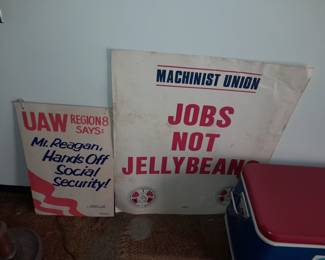 UAW REGION 8
SAYS:
Mr. Reagan,
Hands Off
Social
Security!
MACHINIST UNION
JOBS
NOT
JELLYBEANS